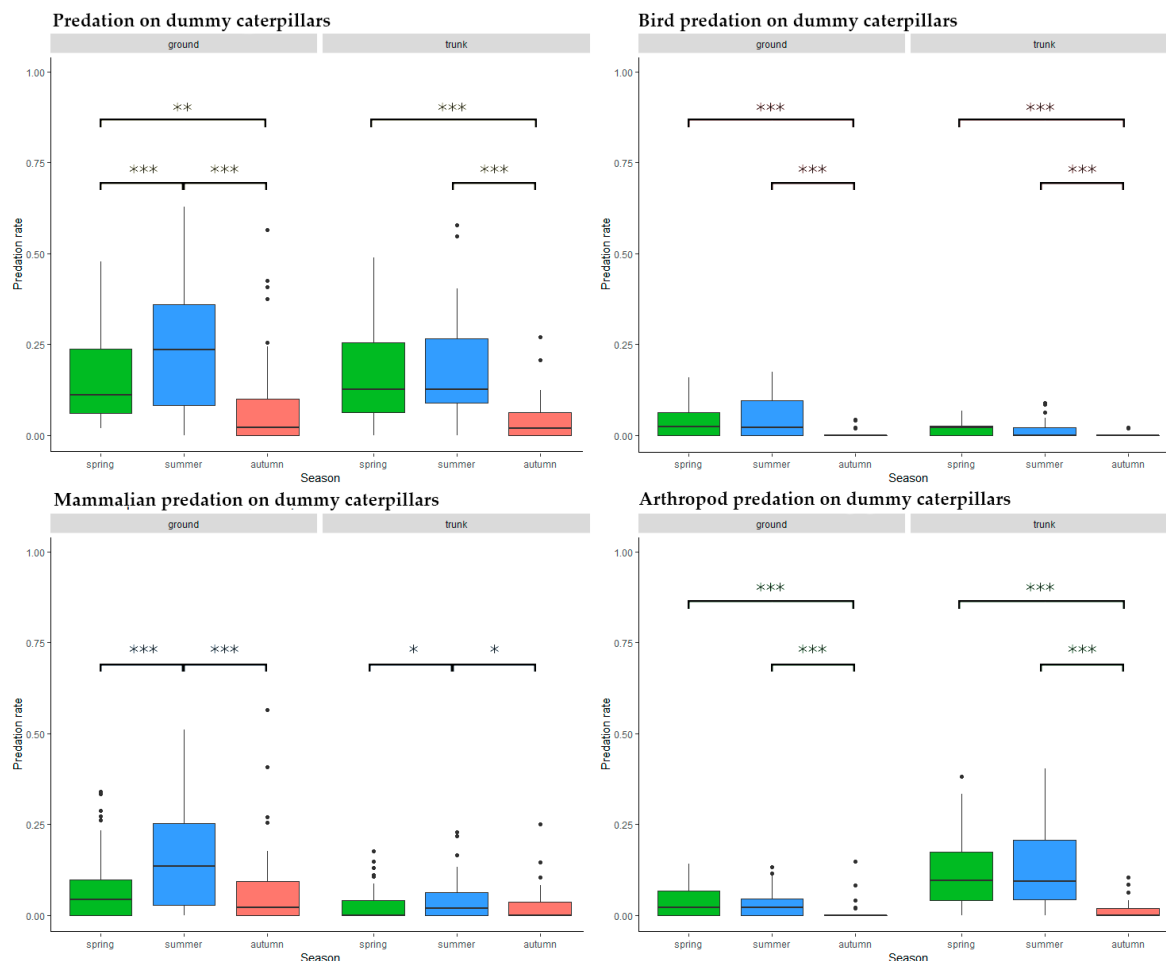 Predation on dummy caterpillars
ground trunk
1.00
** ***
0.75
*** *** ***
Predation rate
0.50
0.25
0.00
spring summer autumn spring summer autumn
Season
Bird predation on dummy caterpillars
ground trunk
1.00
*** ***
0.75
*** ***
Predation rate
0.50
0.25
0.00
spring summer autumn spring summer autumn
Season
Mammalian predation on dummy caterpillars
ground trunk
1.00
0.75
*** *** * *
Predation rate
0.50
0.25
0.00
spring summer autumn spring summer autumn
Season
Arthropod predation on dummy caterpillars
ground trunk
1.00
*** ***
0.75
*** ***
Predation rate
0.50
0.25
0.00
spring summer autumn spring summer autumn
Season